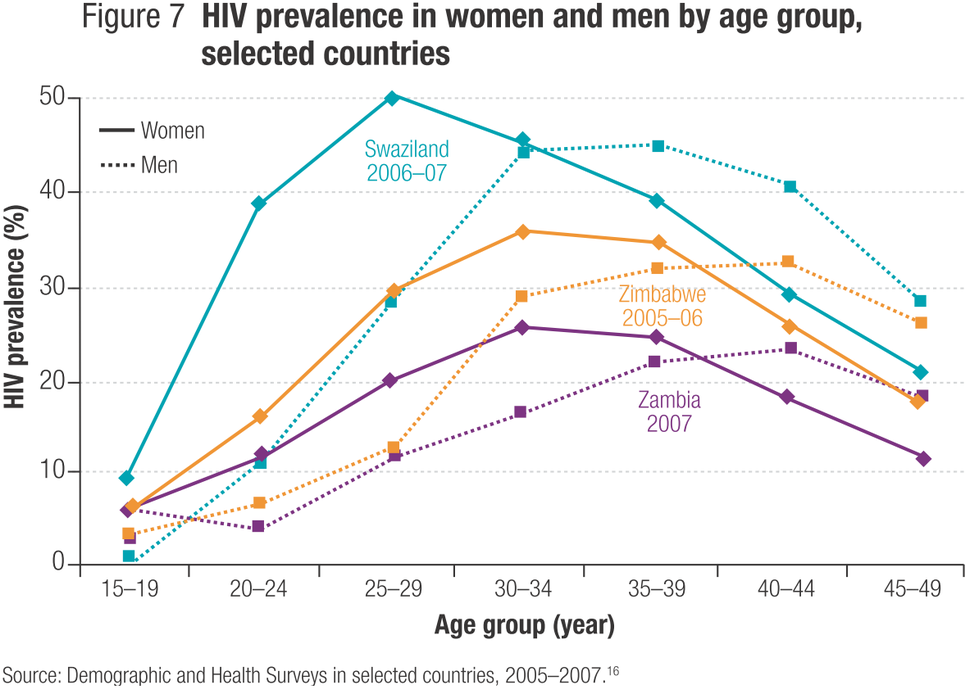 Figure 7 HIV prevalence in women and men by age group,
selected countries
50
Women
Men
Swaziland
2006–07
40
HIV prevalence (%)
30
Zimbabwe
2005–06
20
Zambia
2007
10
0
15–19 20–24 25–29 30–34 35–39 40–44 45–49
Age group (year)
Source: Demographic and Health Surveys in selected countries, 2005–2007.¹⁶